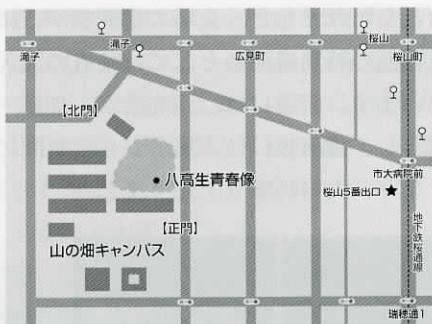 桜山
滝子
滝子
広見町
桜山町
【北門】
市大病院前
八高生青春像
桜山5番出口★
【正門】
地下鉄桜通線
山の畑キャンパス
瑞穂通1